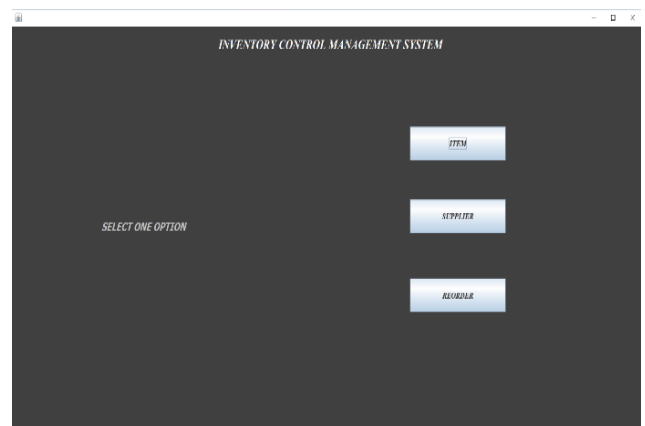 INVENTORY CONTROL MANAGEMENT SYSTEM
ITEM
SUPPLIER
SELECT ONE OPTION
REORDER